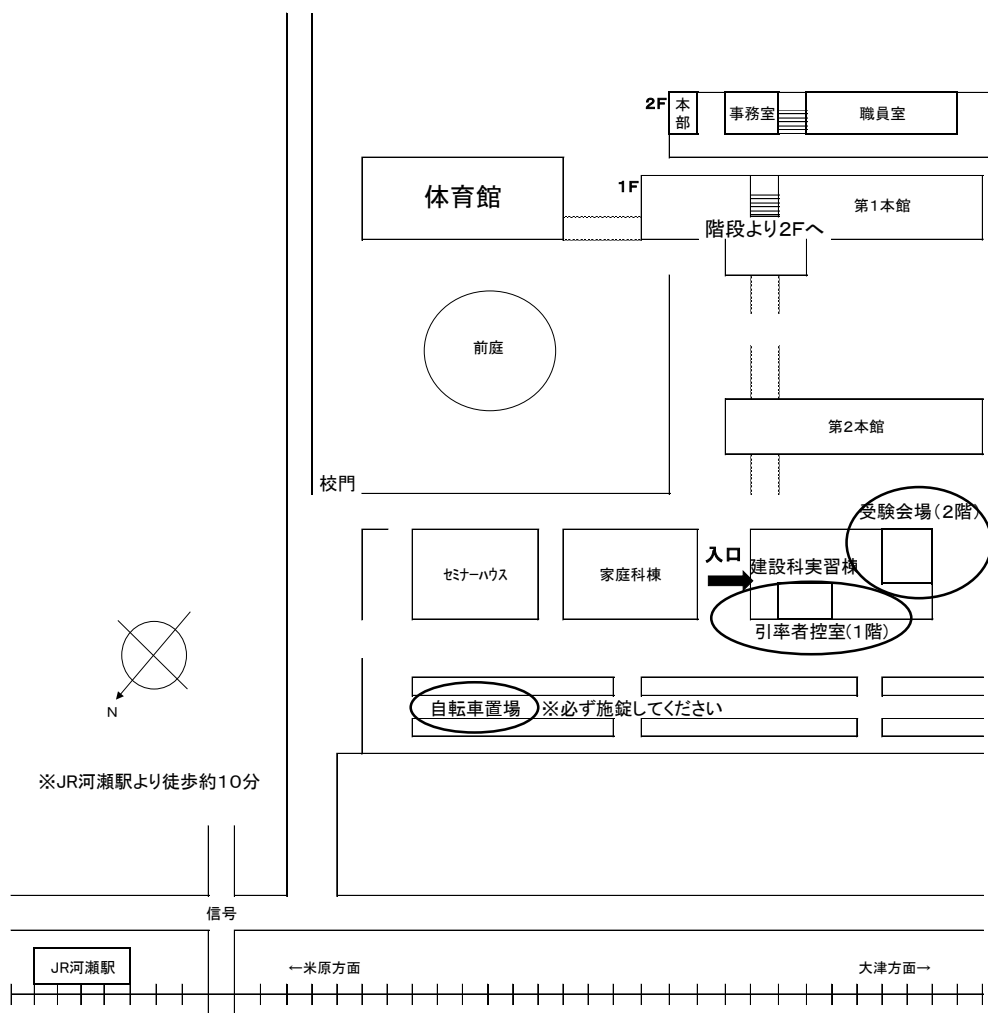 2F
本部
事務室
職員室
体育館
1F
第1本館
階段より2Fへ
前庭
第2本館
校門
受験会場(2階)
セミナーハウス
家庭科棟
入口
建設科実習棟
引率者控室(1階)
自転車置場
※必ず施錠してください
N
※JR河瀬駅より徒歩約10分
信号
JR河瀬駅
←米原方面
大津方面→